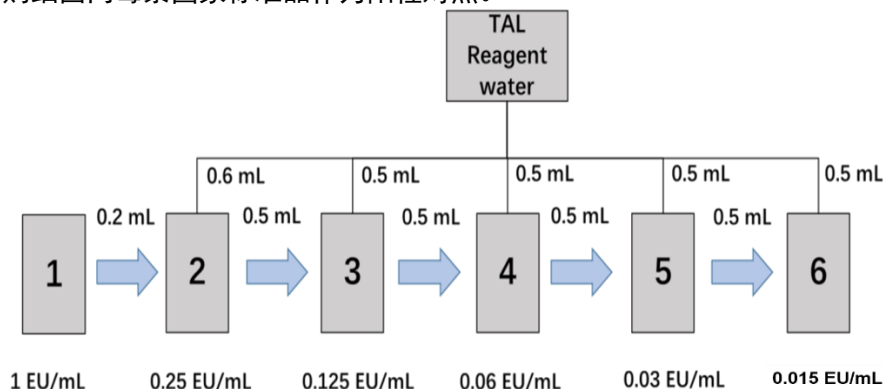 TAL
Reagent
water
0.6 mL 0.5 mL 0.5 mL 0.5 mL 0.5 mL
0.2 mL 0.5 mL 0.5 mL 0.5 mL 0.5 mL
1 2 3 4 5 6
1 EU/mL 0.25 EU/mL 0.125 EU/mL 0.06 EU/mL 0.03 EU/mL 0.015 EU/mL